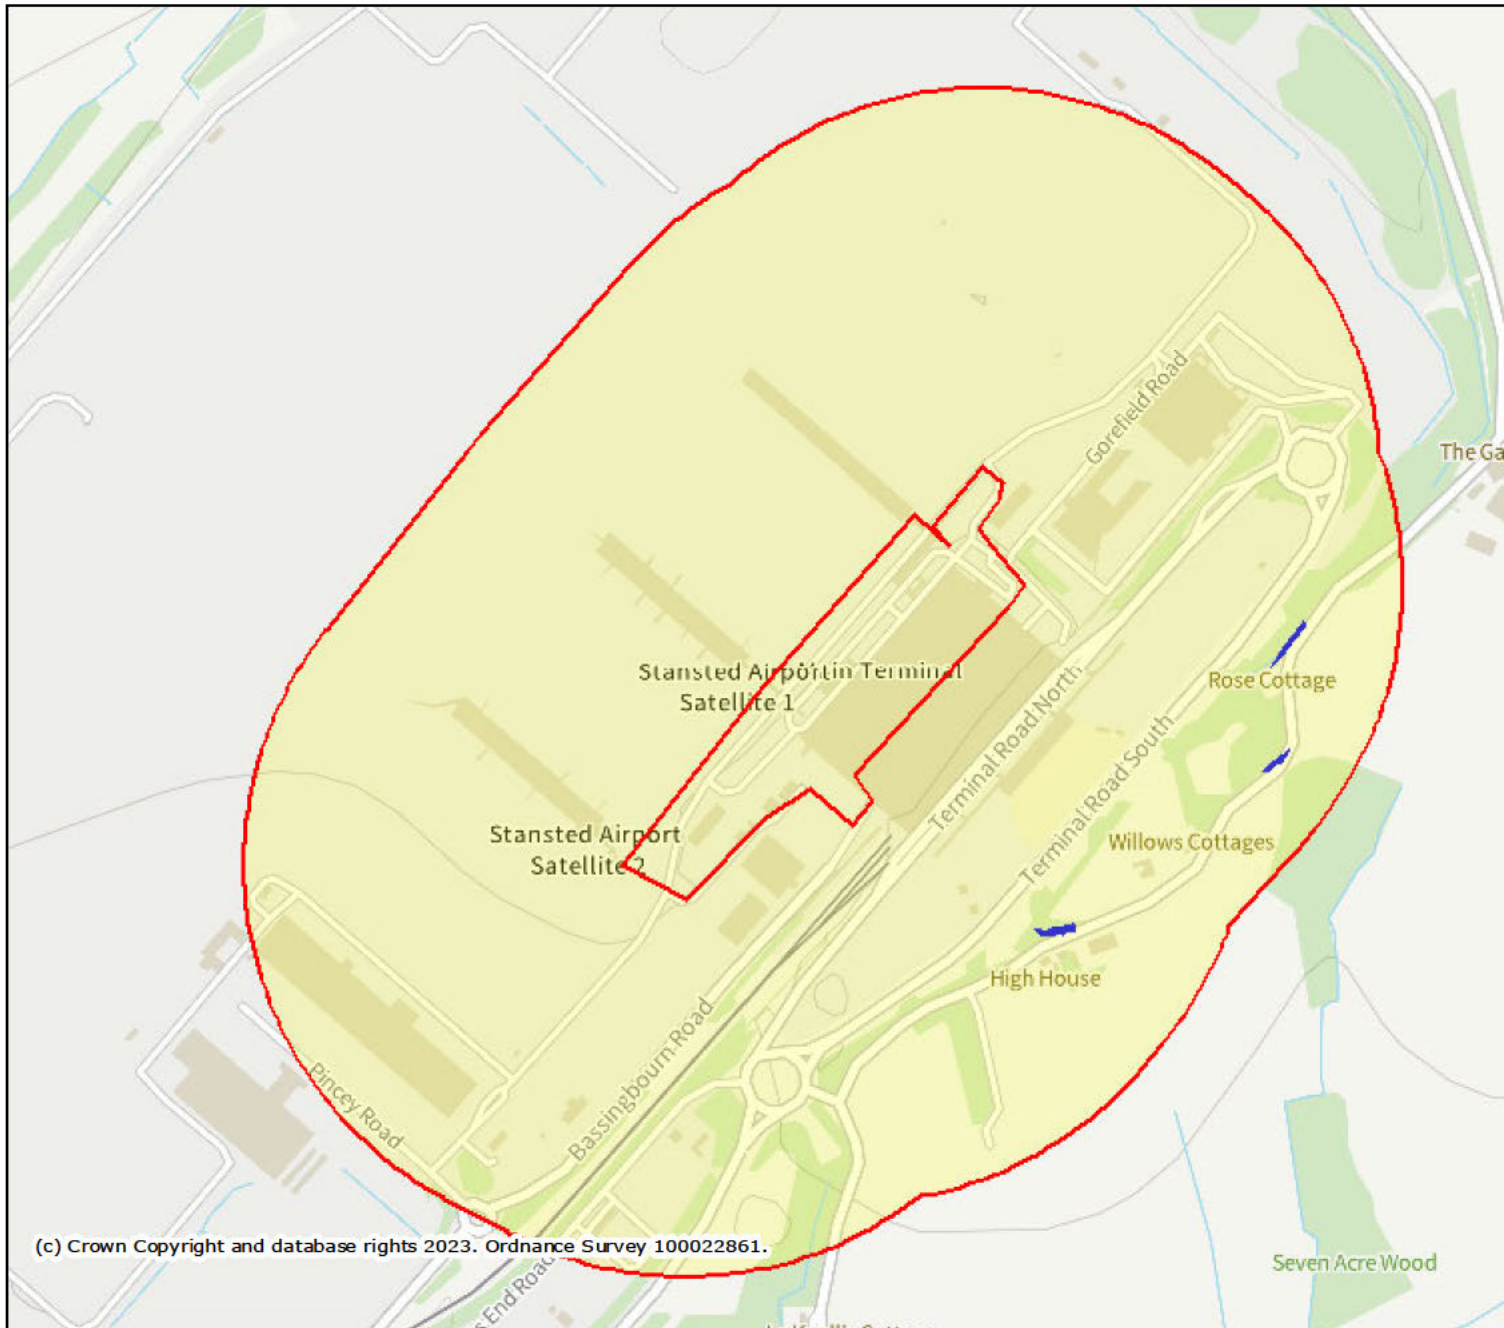 Gorefield Road
The Ga
Stansted Airport
in Terminal
Satellite 1
Rose Cottage
Terminal Road North
Terminal Road South
Stansted Airport
Satellite 2
Willows Cottages
High House
Bassingbourn Road
Pincey Road
(c) Crown Copyright and database rights 2023. Ordnance Survey 100022861.
Seven Acre Wood
End Road